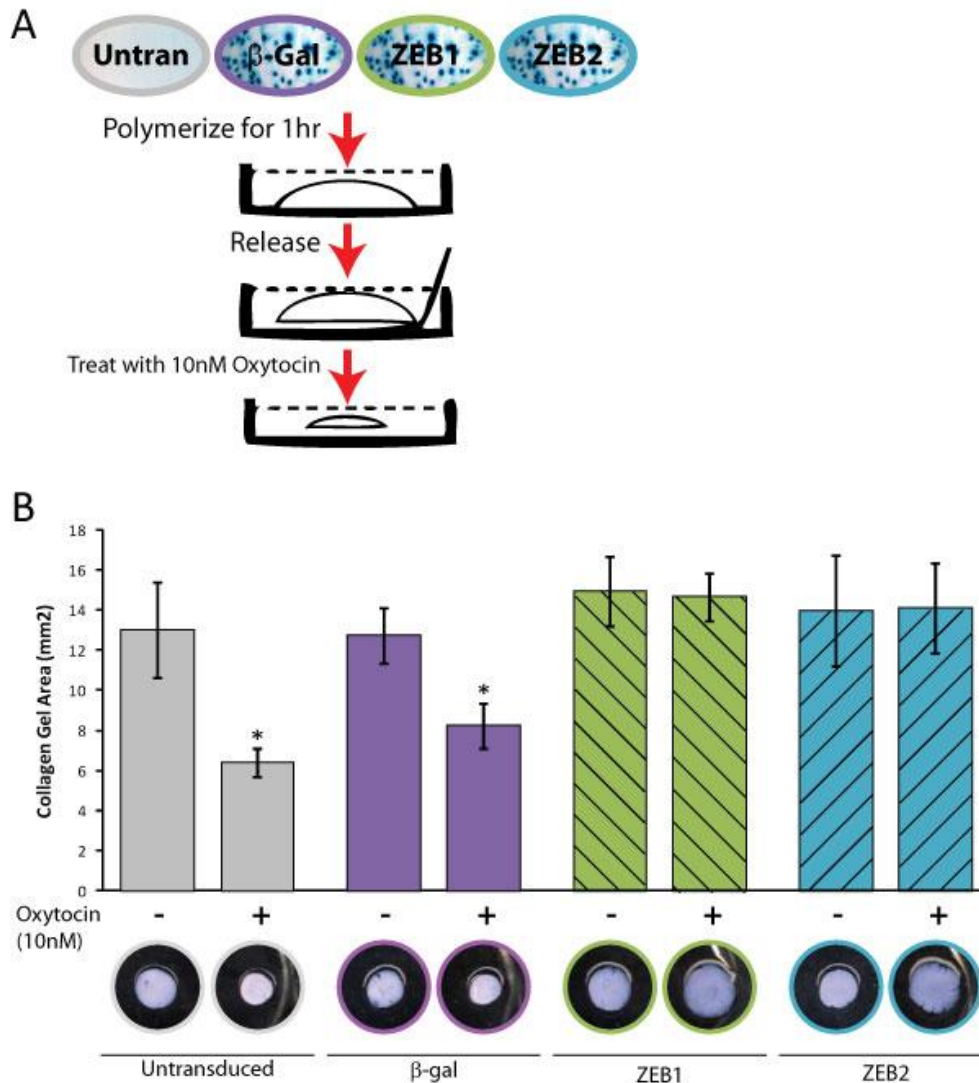 A
Untran β-Gal ZEB1 ZEB2
Polymerize for 1hr
Release
Treat with 10nM Oxytocin
B
Collagen Gel Area (mm2)
18
16
14
12
10
8
6
4
2
0
* *
Oxytocin - + - + - + - +
(10nM)
Untransduced β-gal ZEB1 ZEB2